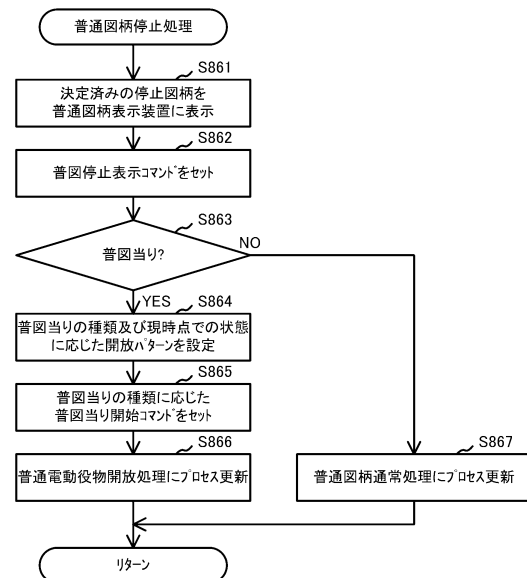 普通図柄停止処理
S861
決定済みの停止図柄を
普通図柄表示装置に表示
S862
普図停止表示コマンドをセット
S863
普図当り?
NO
YES
S864
普図当りの種類及び現時点での状態
に応じた開放パターンを設定
S865
普図当りの種類に応じた
普図当り開始コマンドをセット
S866
普通電動役物開放処理にプロセス更新
S867
普通図柄通常処理にプロセス更新
リターン